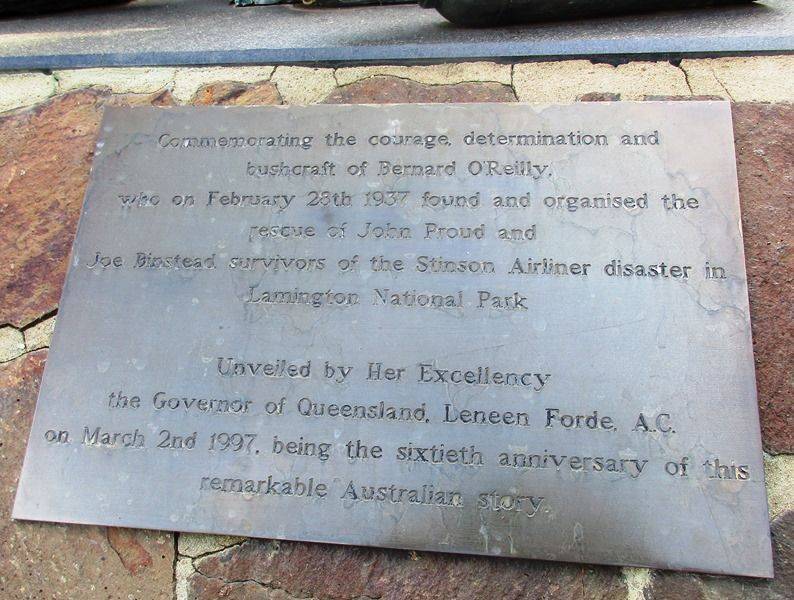 Commemorating the courage, determination and
bushcraft of Bernard O'Reilly,
who on February 28th 1937 found and organised the
rescue of John Proud and
Joe Binstead survivors of the Stinson Airliner disaster in
Lamington National Park
Unveiled by Her Excellency
the Governor of Queensland, Leneen Forde, A.C.
on March 2nd 1997, being the sixtieth anniversary of this
remarkable Australian story.